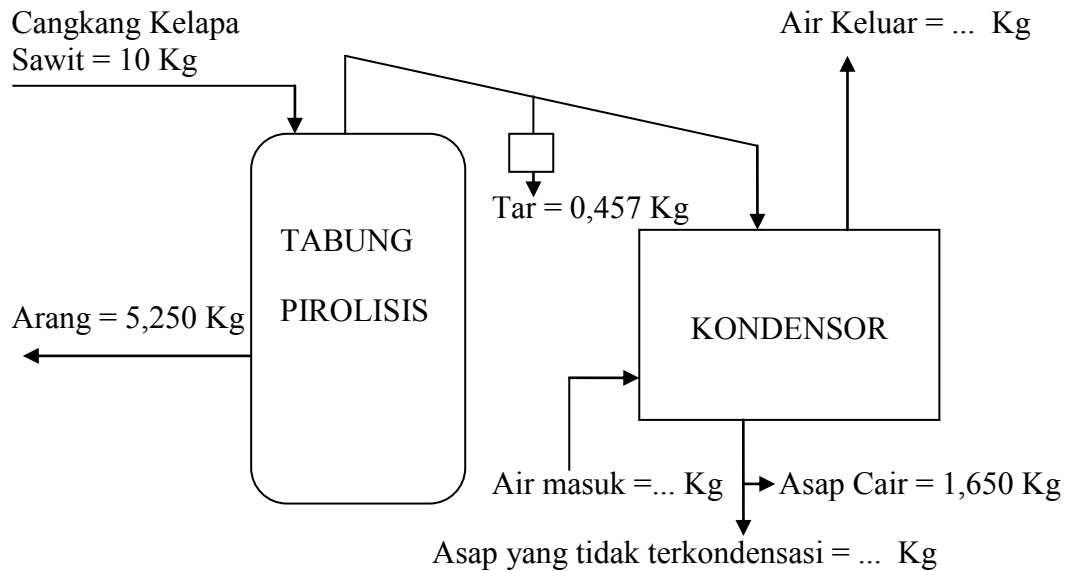 Cangkang Kelapa
Sawit = 10 Kg
Air Keluar = ... Kg
Tar = 0,457 Kg
TABUNG
PIROLISIS
Arang = 5,250 Kg
KONDENSOR
Air masuk =... Kg
Asap Cair = 1,650 Kg
Asap yang tidak terkondensasi = ... Kg